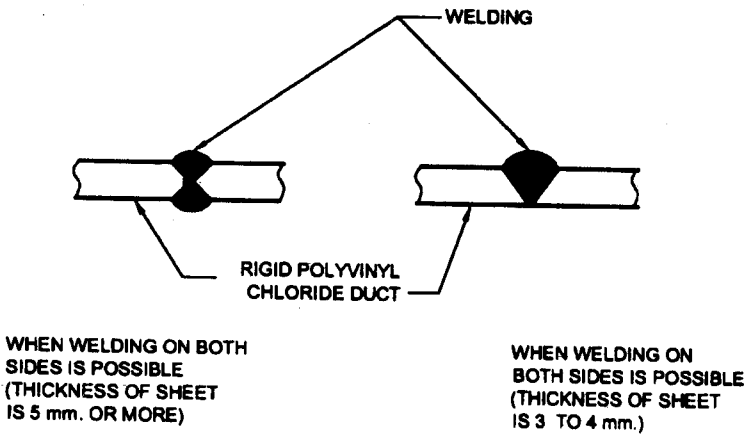 WELDING
RIGID POLYVINYL
CHLORIDE DUCT
WHEN WELDING ON BOTH
SIDES IS POSSIBLE
(THICKNESS OF SHEET
IS 5 mm. OR MORE)
WHEN WELDING ON
BOTH SIDES IS POSSIBLE
(THICKNESS OF SHEET
IS 3 TO 4 mm.)